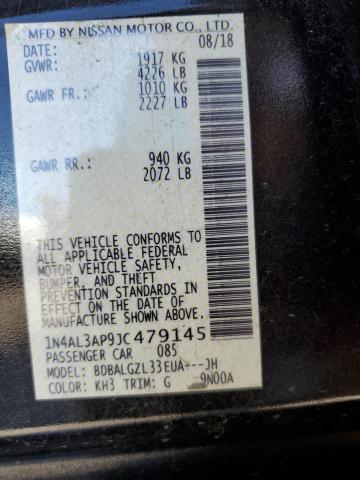 MFD BY NISSAN MOTOR CO., LTD.
DATE: 08/18
GVWR: 1917 KG
4226 LB
GAWR FR.: 1010 KG
2227 LB
GAWR RR.: 940 KG
2072 LB
THIS VEHICLE CONFORMS TO
ALL APPLICABLE FEDERAL
MOTOR VEHICLE SAFETY,
BUMPER, AND THEFT
PREVENTION STANDARDS IN
EFFECT ON THE DATE OF
MANUFACTURE SHOWN ABOVE.
1N4AL3AP9JC479145
PASSENGER CAR 085
MODEL: BDBALGZL33EUA----JH
COLOR: KH3 TRIM: G 9N00A